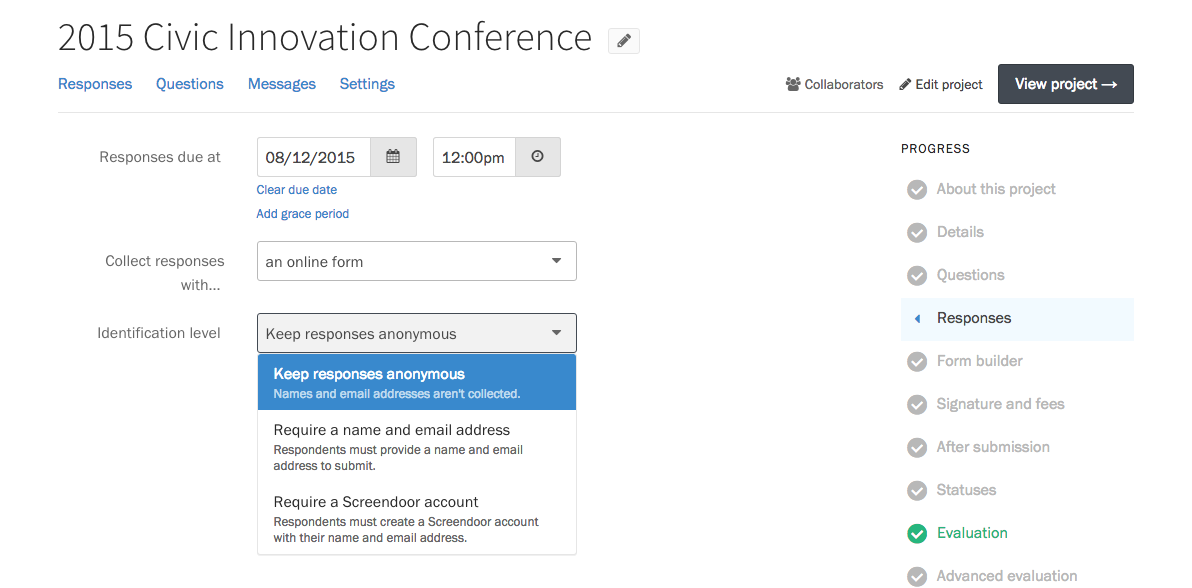 2015 Civic Innovation Conference
Responses Questions Messages Settings Collaborators Edit project View project →
Responses due at 08/12/2015 12:00pm
Clear due date
Add grace period
Collect responses
with...
an online form
Identification level
Keep responses anonymous
Keep responses anonymous
Names and email addresses aren't collected.
Require a name and email address
Respondents must provide a name and email
address to submit.
Require a Screendoor account
Respondents must create a Screendoor account
with their name and email address.
PROGRESS
About this project
Details
Questions
Responses
Form builder
Signature and fees
After submission
Statuses
Evaluation
Advanced evaluation